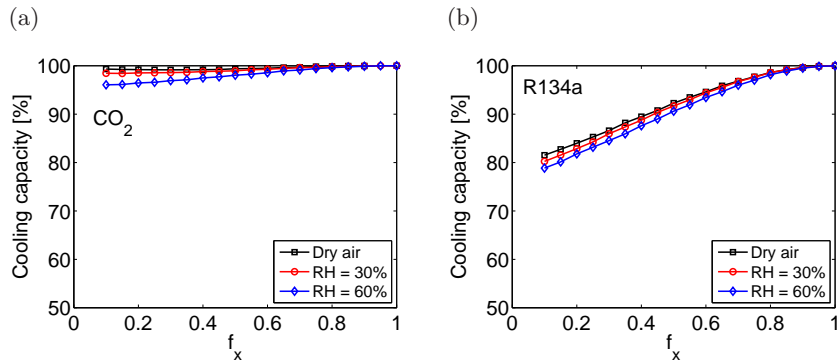 (a)
Cooling capacity [%]
100
90
80
70
60
50
CO2
Dry air
RH = 30%
RH = 60%
0
0.2
0.4
0.6
0.8
1
fx
(b)
Cooling capacity [%]
100
90
80
70
60
50
R134a
Dry air
RH = 30%
RH = 60%
0
0.2
0.4
0.6
0.8
1
fx